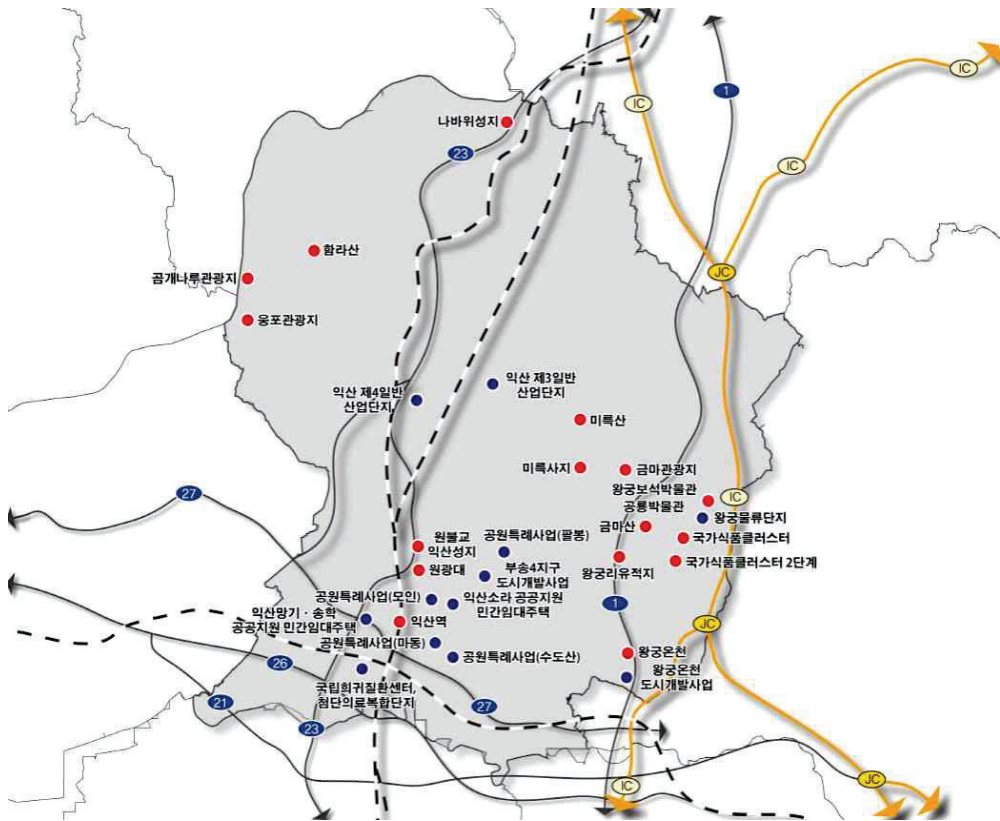 IC
1
IC
나바위성지
23
IC
함라산
JC
곰개나루관광지
웅포관광지
익산 제3일반
산업단지
익산 제4일반
산업단지
미륵산
미륵사지
금마관광지
왕궁보석박물관
공룡박물관
IC
27
왕궁물류단지
금마산
국가식품클러스터
원불교
익산성지
공원특례사업(팔봉)
왕궁리유적지
국가식품클러스터 2단계
원광대
부송4지구
도시개발사업
공원특례사업(모인)
익산소라 공공지원
민간임대주택
1
익산망기·송학
공공지원 민간임대주택
익산역
JC
공원특례사업(마동)
공원특례사업(수도산)
왕궁온천
왕궁온천
도시개발사업
26
국립희귀질환센터,
첨단의료복합단지
21
27
23
IC
JC